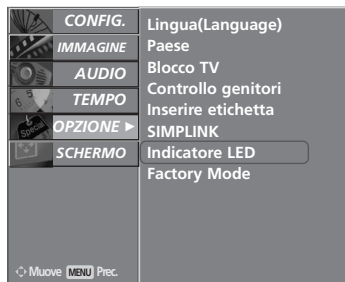 CONFIG.
IMMAGINE
AUDIO
TEMPO
OPZIONE
SCHERMO
Lingua(Language)
Paese
Blocco TV
Controllo genitori
Inserire etichetta
SIMPLINK
Indicatore LED
Factory Mode
Special
Muove MENU Prec.